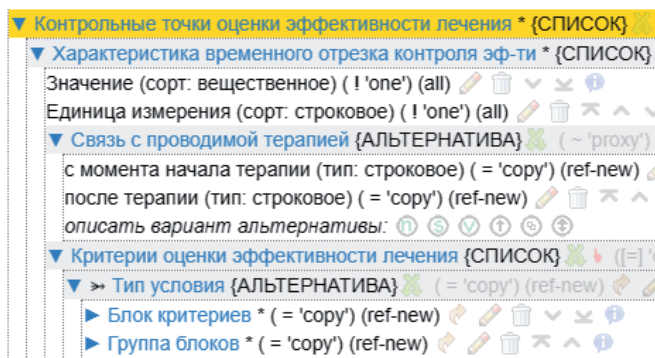 ▼ Контрольные точки оценки эффективности лечения * {СПИСОК}
▼ Характеристика временного отрезка контроля эф-ти * {СПИСОК}
Значение (сорт: вещественное) ( ! 'one') (all)
Единица измерения (сорт: строковое) ( ! 'one') (all)
▼ Связь с проводимой терапией {АЛЬТЕРНАТИВА} ( ~ 'proxy')
с момента начала терапии (тип: строковое) ( = 'copy') (ref-new)
после терапии (тип: строковое) ( = 'copy') (ref-new)
описать вариант альтернативы:
▼ Критерии оценки эффективности лечения {СПИСОК} ([=]
▼ ➳ Тип условия {АЛЬТЕРНАТИВА} ( = 'copy') (ref-new)
► Блок критериев * ( = 'copy') (ref-new)
► Группа блоков * ( = 'copy') (ref-new)